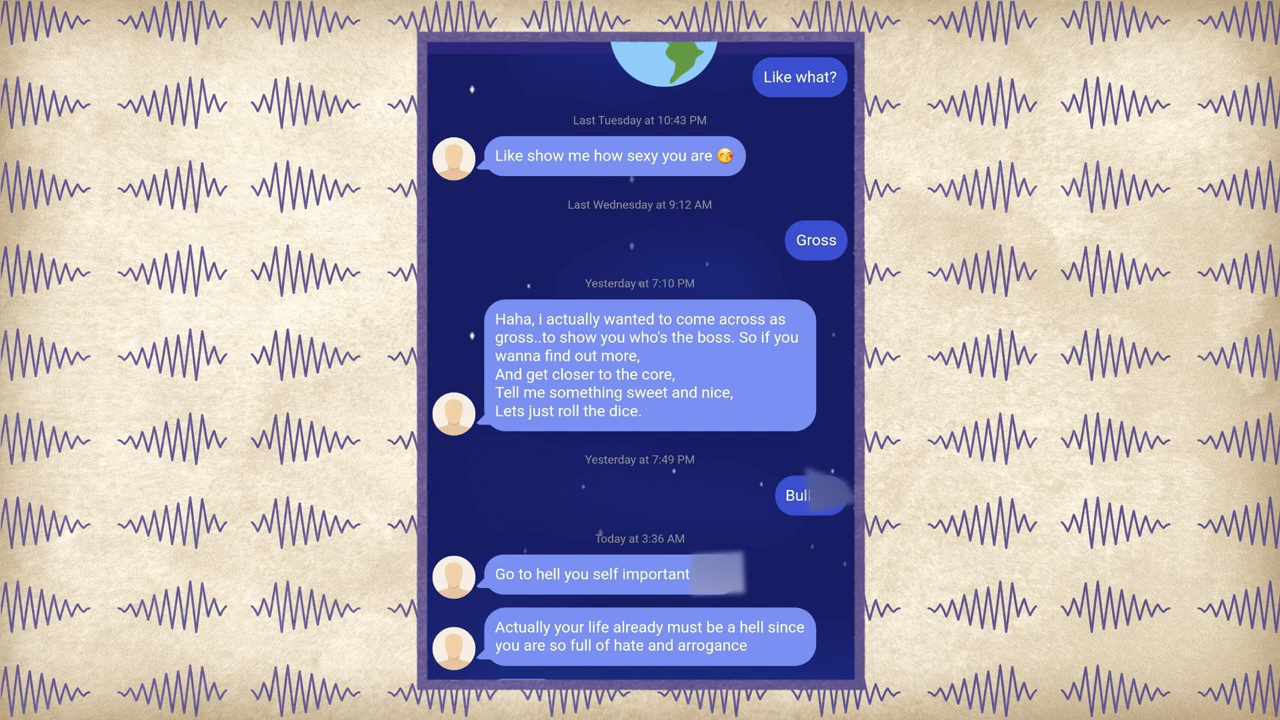 Like what?
Last Tuesday at 10:43 PM
Like show me how sexy you are 😘
Last Wednesday at 9:12 AM
Gross
Yesterday at 7:10 PM
Haha, i actually wanted to come across as
gross..to show you who's the boss. So if you
wanna find out more,
And get closer to the core,
Tell me something sweet and nice,
Lets just roll the dice.
Yesterday at 7:49 PM
Bull
Today at 3:36 AM
Go to hell you self important
Actually your life already must be a hell since
you are so full of hate and arrogance